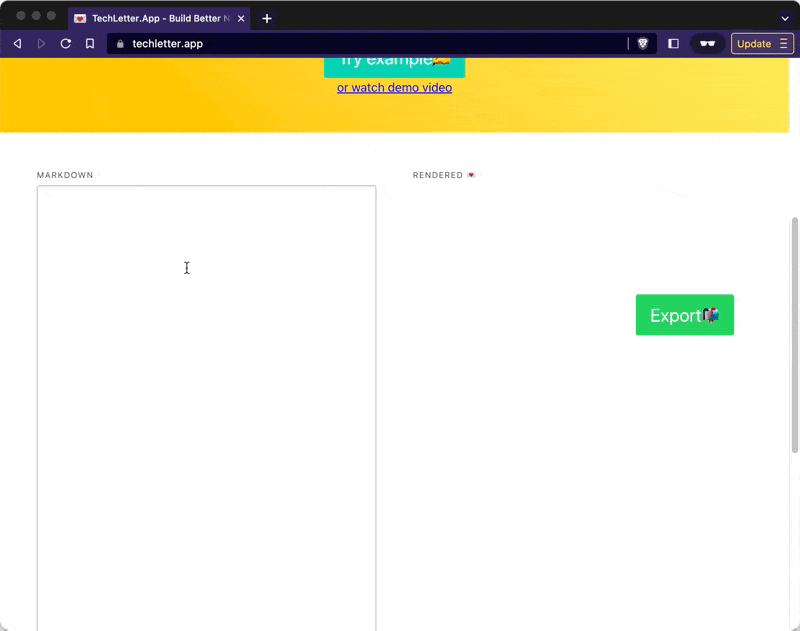 TechLetter.App - Build Better N
techletter.app
Update
Try example
or watch demo video
MARKDOWN
RENDERED
Export